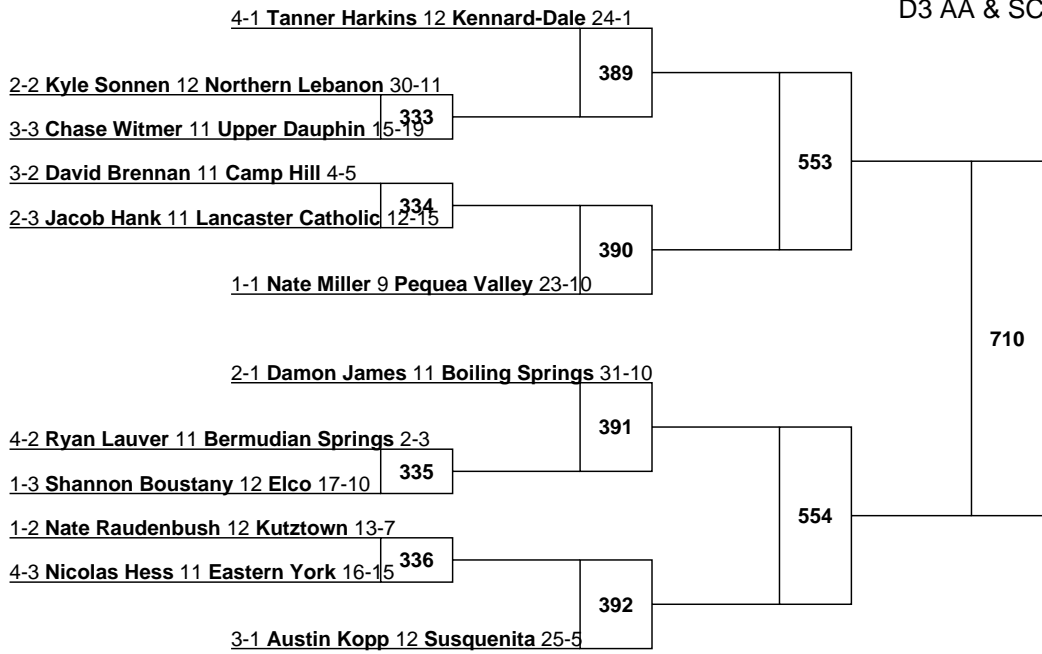 D3 AA & SC
4-1 Tanner Harkins 12 Kennard-Dale 24-1
389
2-2 Kyle Sonnen 12 Northern Lebanon 30-11
333
3-3 Chase Witmer 11 Upper Dauphin 15-19
553
3-2 David Brennan 11 Camp Hill 4-5
334
2-3 Jacob Hank 11 Lancaster Catholic 12-15
390
1-1 Nate Miller 9 Pequea Valley 23-10
710
2-1 Damon James 11 Boiling Springs 31-10
391
4-2 Ryan Lauver 11 Bermudian Springs 2-3
335
1-3 Shannon Boustany 12 Elco 17-10
554
1-2 Nate Raudenbush 12 Kutztown 13-7
336
4-3 Nicolas Hess 11 Eastern York 16-15
392
3-1 Austin Kopp 12 Susquenita 25-5